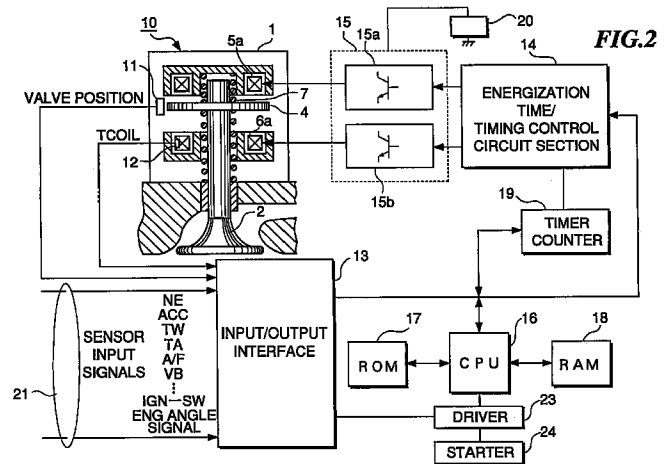 FIG.2
10
1
5a
11
VALVE POSITION
7
4
TCOIL
6a
12
2
15
15a
15b
20
14
ENERGIZATION
TIME/
TIMING CONTROL
CIRCUIT SECTION
19
TIMER
COUNTER
13
INPUT/OUTPUT
INTERFACE
21
SENSOR
INPUT
SIGNALS
NE
ACC
TW
TA
A/F
VB
IGN—SW
ENG ANGLE
SIGNAL
17
ROM
16
CPU
18
RAM
DRIVER
23
STARTER
24